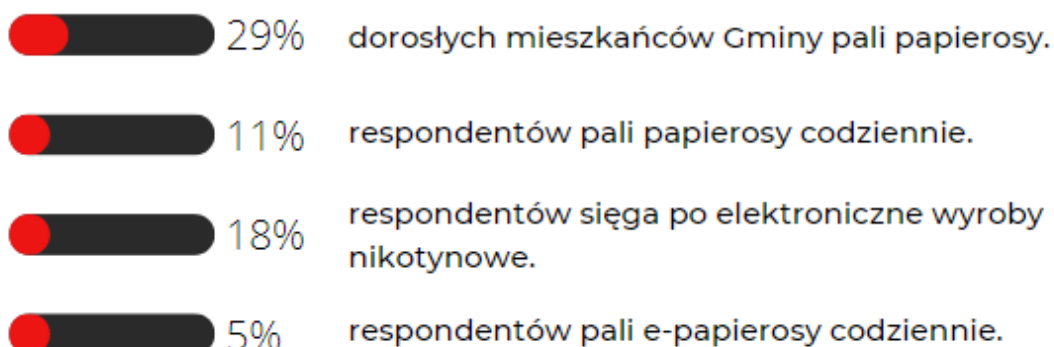 29% dorosłych mieszkańców Gminy pali papierosy.
11% respondentów pali papierosy codziennie.
18% respondentów sięga po elektroniczne wyroby
nikotynowe.
5% respondentów pali e-papierosy codziennie.